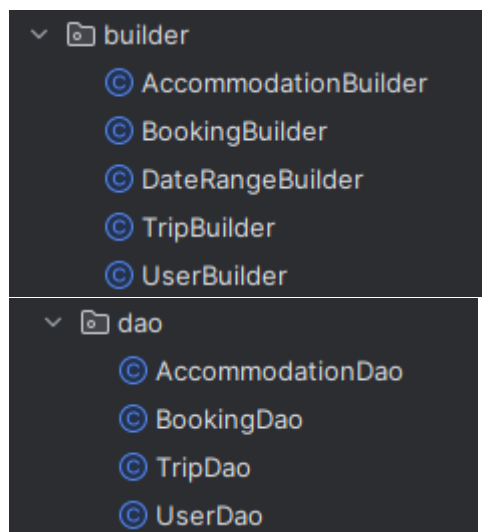 builder
AccommodationBuilder
BookingBuilder
DateRangeBuilder
TripBuilder
UserBuilder
dao
AccommodationDao
BookingDao
TripDao
UserDao